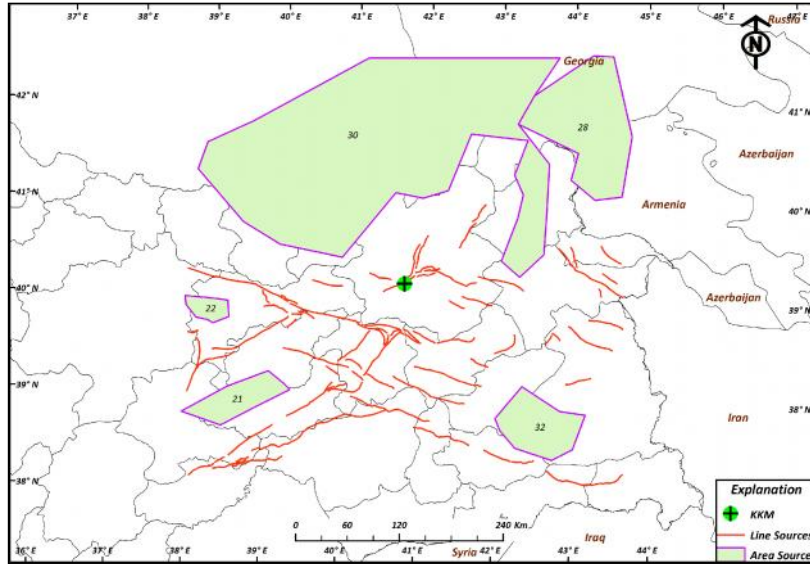 37° E 38° E 39° E 40° E 41° E 42° E 43° E 44° E 45° E 46° E
Russia
N
Georgia
42° N
41° N
30
28
Azerbaijan
41° N
Armenia
40° N
40° N
Azerbaijan
22
39° N
39° N
21
32
Iran
38° N
38° N
Explanation
KKM
0 60 120 240 Km.
Line Sources
Iraq
Syria
Area Source
36° E 37° E 38° E 39° E 40° E 41° E 42° E 43° E 44° E